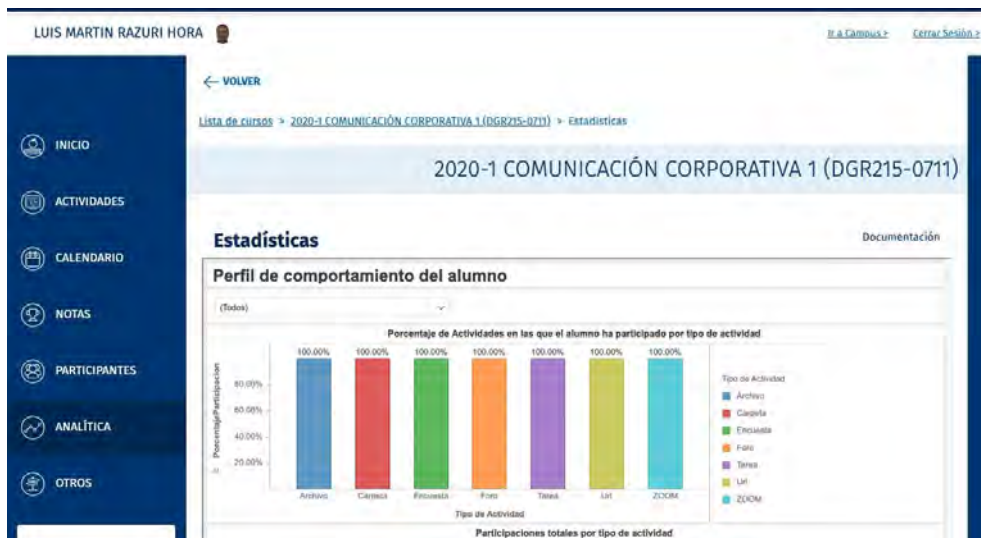 LUIS MARTIN RAZURI HORA
Ir a Campus >
Cerrar Sesión >
← VOLVER
Lista de cursos > 2020-1 COMUNICACIÓN CORPORATIVA 1 (DGR215-0711) > Estadísticas
INICIO
ACTIVIDADES
CALENDARIO
NOTAS
PARTICIPANTES
ANALÍTICA
OTROS
2020-1 COMUNICACIÓN CORPORATIVA 1 (DGR215-0711)
Estadísticas
Documentación
Perfil de comportamiento del alumno
(Todos)
Porcentaje de Actividades en las que el alumno ha participado por tipo de actividad
100.00% 100.00% 100.00% 100.00% 100.00% 100.00% 100.00%
PorcentajeParticipacion
80.00%
60.00%
40.00%
20.00%
Archivo Carpeta Encuesta Foro Tarea Url ZOOM
Tipo de Actividad
Tipo de Actividad
Archivo
Carpeta
Encuesta
Foro
Tarea
Url
ZOOM
Participaciones totales por tipo de actividad